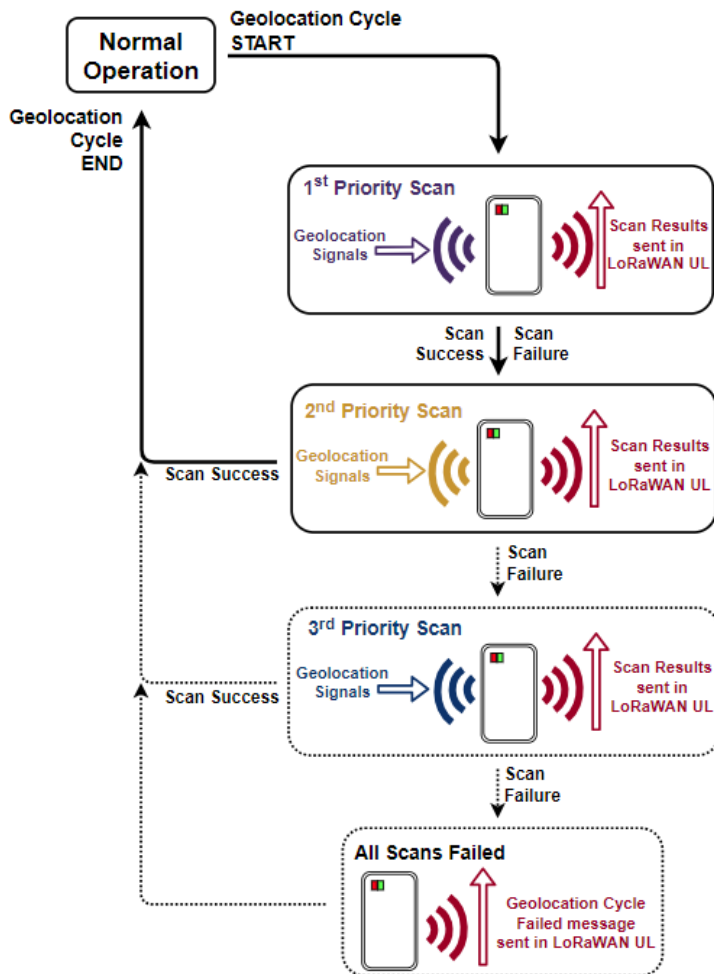 Normal
Operation
Geolocation Cycle
START
Geolocation
Cycle
END
1st Priority Scan
Geolocation
Signals
Scan Results
sent in
LoRaWAN UL
Scan
Success
Scan
Failure
2nd Priority Scan
Geolocation
Signals
Scan Results
sent in
LoRaWAN UL
Scan Success
Scan
Failure
3rd Priority Scan
Geolocation
Signals
Scan Results
sent in
LoRaWAN UL
Scan Success
Scan
Failure
All Scans Failed
Geolocation Cycle
Failed message
sent in LoRaWAN UL